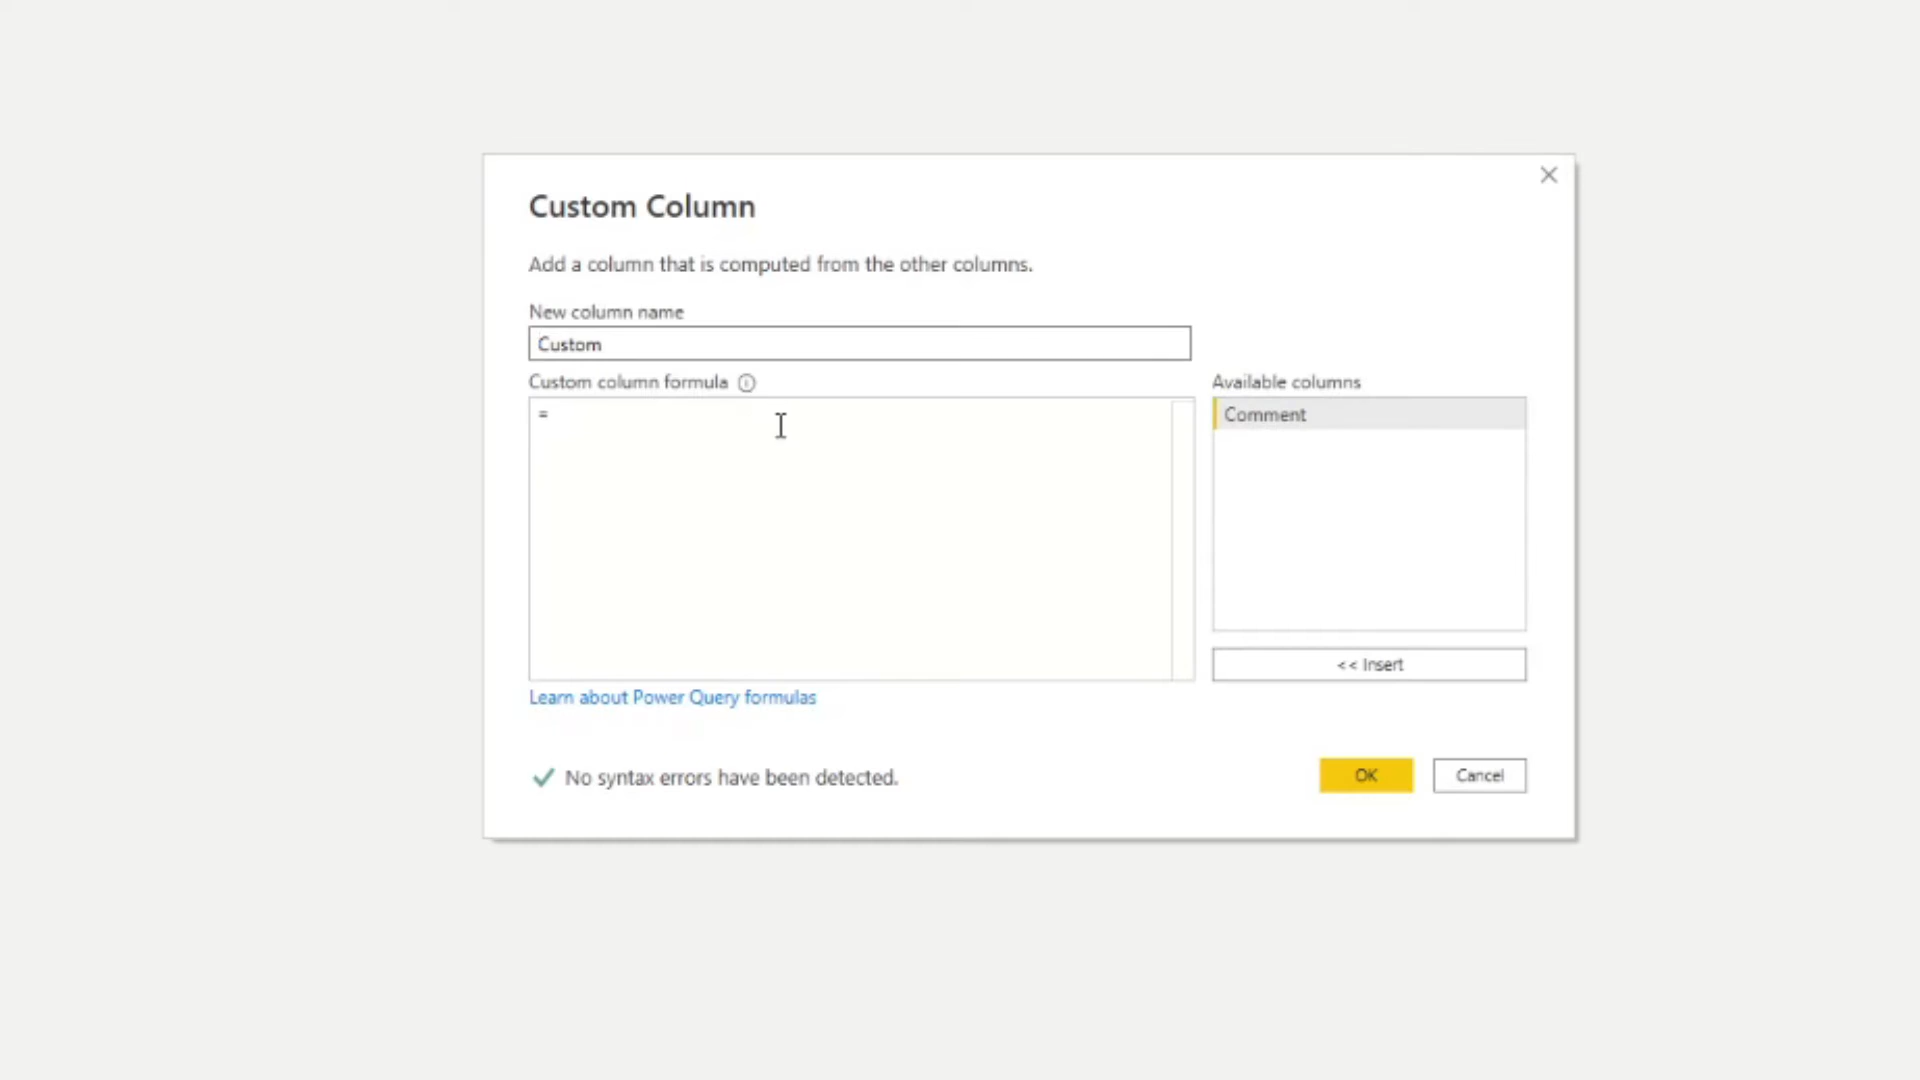 Custom Column
Add a column that is computed from the other columns.
New column name
Custom
Custom column formula
Available columns
=
Comment
<< Insert
Learn about Power Query formulas
No syntax errors have been detected.
OK
Cancel